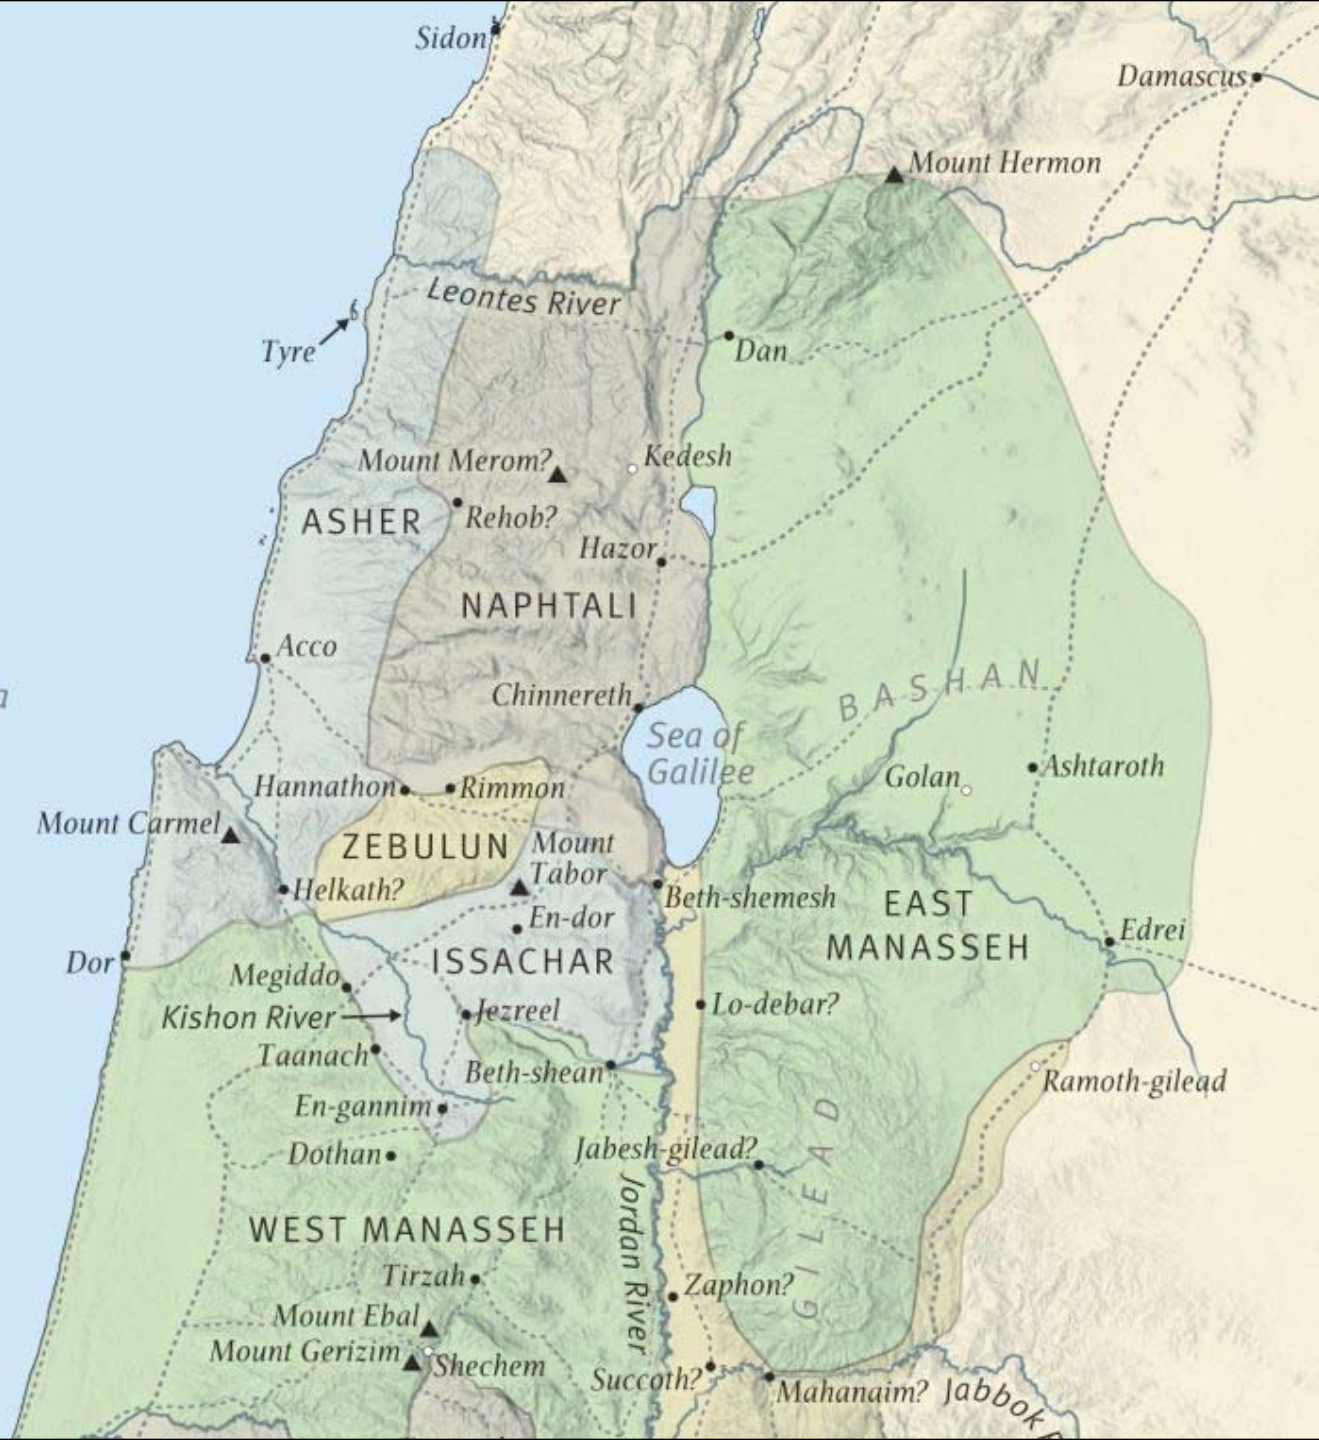 Sidon
Damascus
Mount Hermon
Leontes River
Tyre
Dan
Mount Merom?
Kedesh
ASHER
Rehob?
Hazor
NAPHTALI
Acco
BASHAN
Chinnereth
Sea of
Galilee
Golan
Ashtaroth
Hannathon
Rimmon
Mount Carmel
ZEBULUN
Mount
Tabor
Helkath?
Beth-shemesh
EAST
MANASSEH
En-dor
Edrei
Dor
ISSACHAR
Megiddo
Kishon River
Jezreel
Lo-debar?
Taanach
Beth-shean
Ramoth-gilead
En-gannim
GILEAD
Dothan
Jabesh-gilead?
Jordan River
WEST MANASSEH
Tirzah
Zaphon?
Mount Ebal
Mount Gerizim
Shechem
Succoth?
Mahanaim?
Jabbok